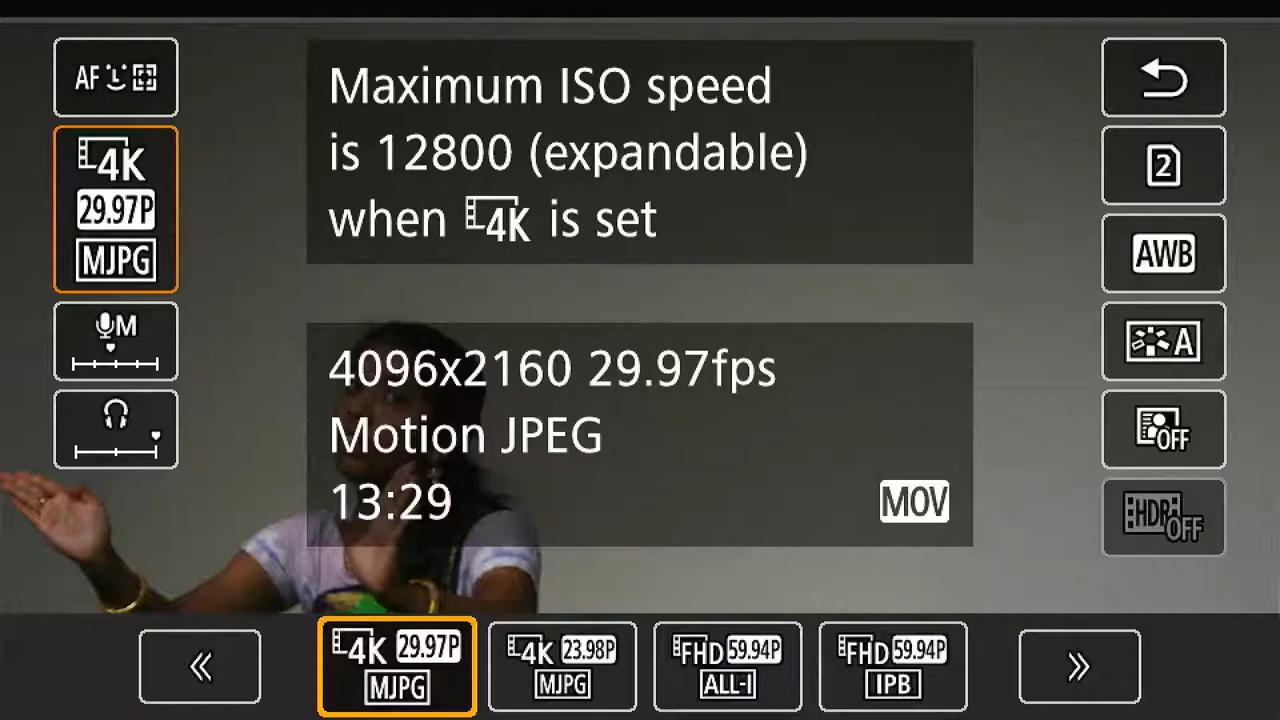 AF
4K
29.97P
MJPG
M
Maximum ISO speed
is 12800 (expandable)
when 4K is set
4096x2160 29.97fps
Motion JPEG
13:29
MOV
2
AWB
A
OFF
HDR OFF
4K 29.97P
MJPG
4K 23.98P
MJPG
FHD 59.94P
ALL-I
FHD 59.94P
IPB